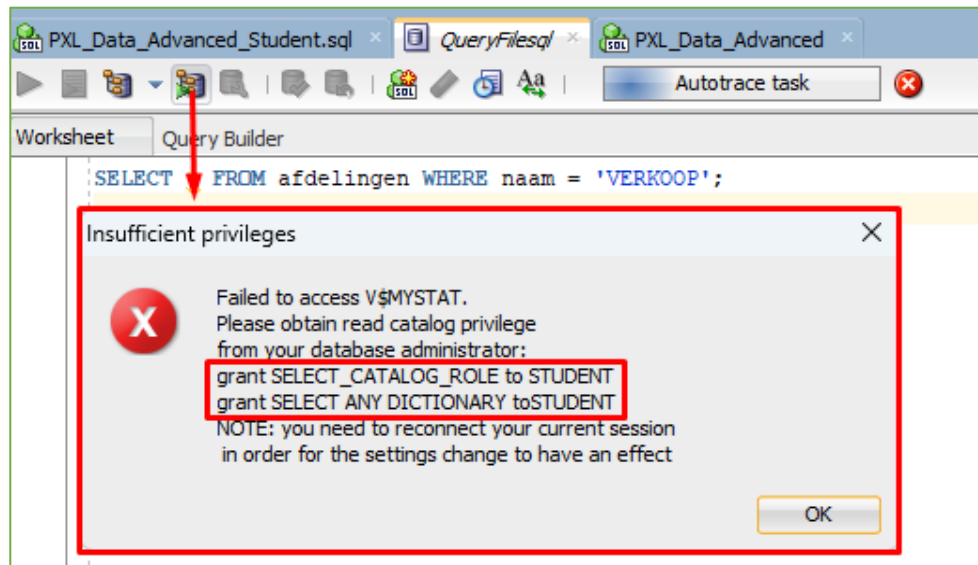 PXL_Data_Advanced_Student.sql
QueryFilesql
PXL_Data_Advanced
Autotrace task
Worksheet
Query Builder
SELECT FROM afdelingen WHERE naam = 'VERKOOP';
Insufficient privileges
Failed to access V$MYSTAT.
Please obtain read catalog privilege
from your database administrator:
grant SELECT_CATALOG_ROLE to STUDENT
grant SELECT ANY DICTIONARY toSTUDENT
NOTE: you need to reconnect your current session
in order for the settings change to have an effect
OK